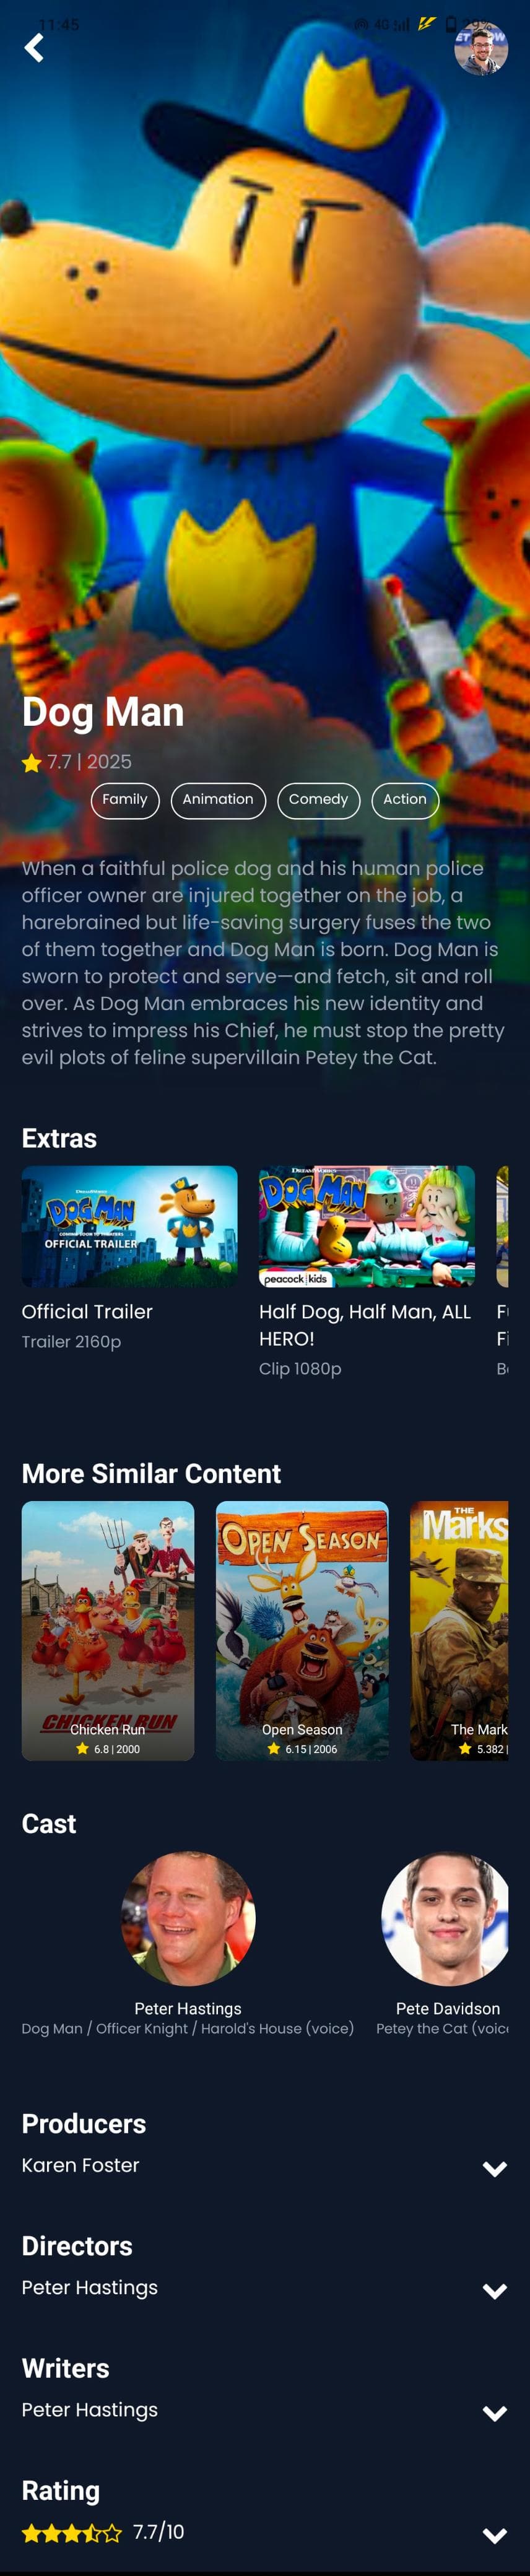 11:45
4G
29%
Dog Man
7.7 | 2025
Family
Animation
Comedy
Action
When a faithful police dog and his human police
officer owner are injured together on the job, a
harebrained but life-saving surgery fuses the two
of them together and Dog Man is born. Dog Man is
sworn to protect and serve—and fetch, sit and roll
over. As Dog Man embraces his new identity and
strives to impress his Chief, he must stop the pretty
evil plots of feline supervillain Petey the Cat.
Extras
DOG MAN
OFFICIAL TRAILER
DOG MAN
peacock | kids
Official Trailer
Trailer 2160p
Half Dog, Half Man, ALL
HERO!
Clip 1080p
More Similar Content
CHICKEN RUN
Chicken Run
6.8 | 2000
OPEN SEASON
Open Season
6.15 | 2006
THE
Marks
The Mark
5.382 |
Cast
Peter Hastings
Dog Man / Officer Knight / Harold's House (voice)
Pete Davidson
Petey the Cat (voic
Producers
Karen Foster
Directors
Peter Hastings
Writers
Peter Hastings
Rating
7.7/10